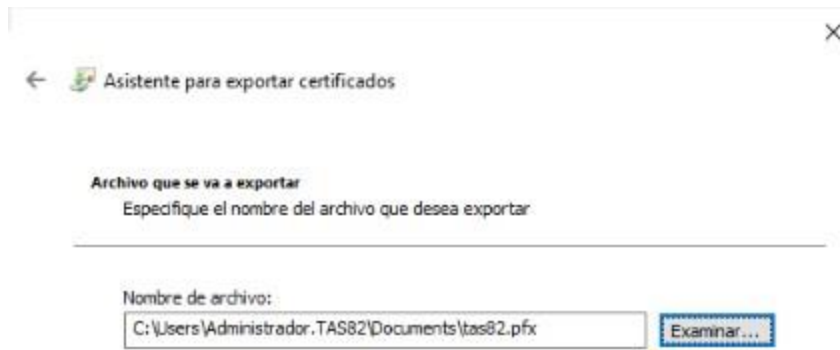 Asistente para exportar certificados
Archivo que se va a exportar
Especifique el nombre del archivo que desea exportar
Nombre de archivo:
C:\Users\Administrador.TAS82\Documents\tas82.pfx
Examinar...